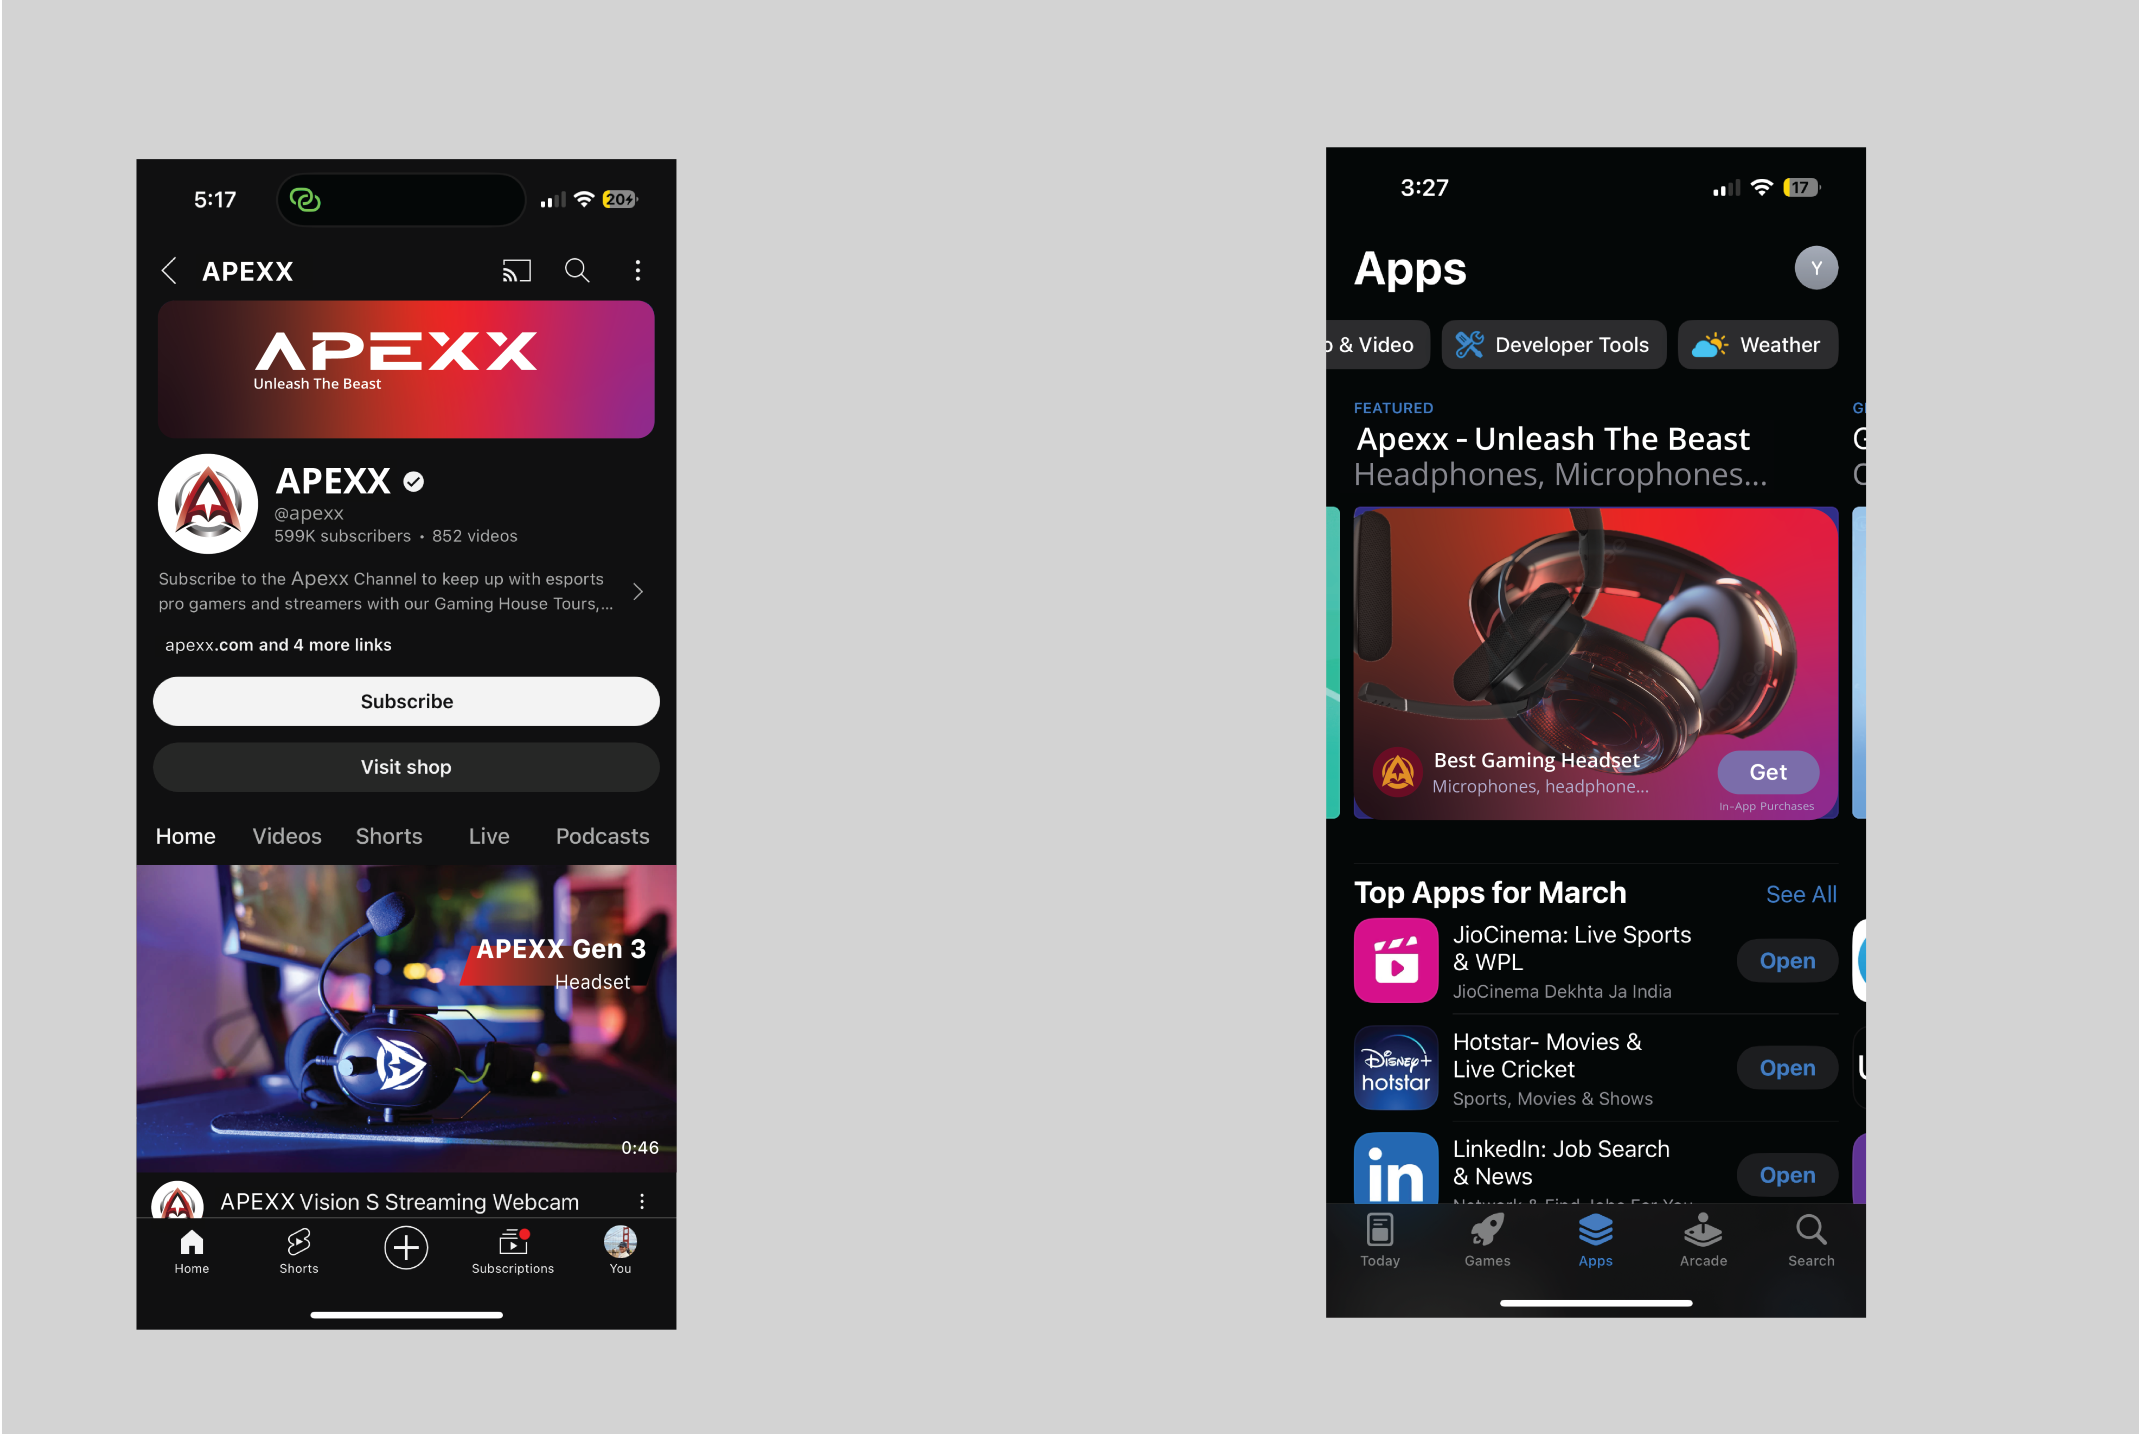 5:17
20
APEXX
APEXX
Unleash The Beast
APEXX
@apexx
599K subscribers • 852 videos
Subscribe to the Apexx Channel to keep up with esports
pro gamers and streamers with our Gaming House Tours,...
apexx.com and 4 more links
Subscribe
Visit shop
Home Videos Shorts Live Podcasts
APEXX Gen 3
Headset
0:46
APEXX Vision S Streaming Webcam
Home Shorts Subscriptions You
3:27
17
Apps
Y
& Video Developer Tools Weather
FEATURED
Apexx - Unleash The Beast
Headphones, Microphones...
Best Gaming Headset
Microphones, headphone...
Get
In-App Purchases
Top Apps for March
See All
JioCinema: Live Sports
& WPL
JioCinema Dekhta Ja India
Open
Disney+
hotstar
Hotstar- Movies &
Live Cricket
Sports, Movies & Shows
Open
in
LinkedIn: Job Search
& News
Network & Find Jobs For You
Open
Today Games Apps Arcade Search